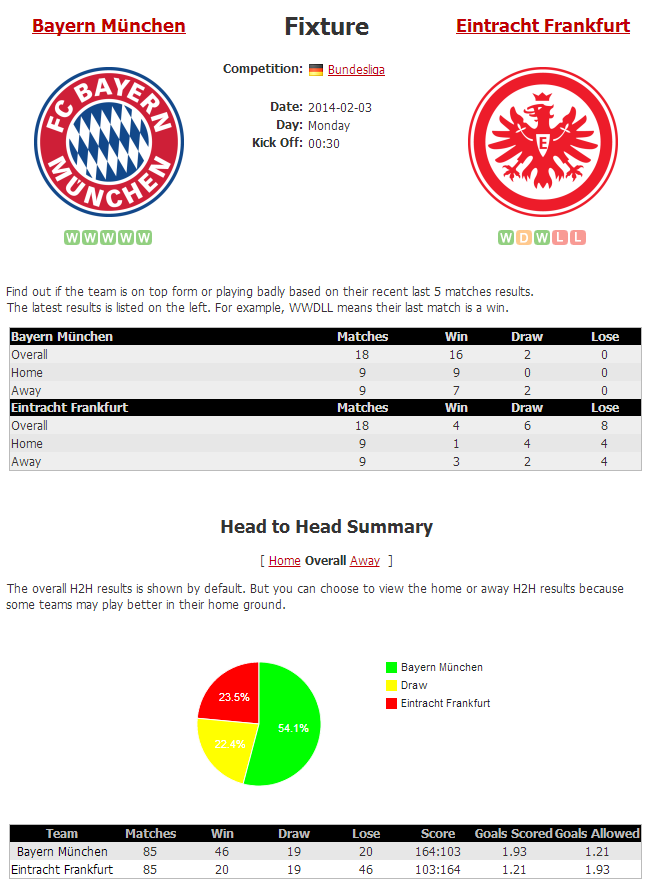 Bayern München
Fixture
Eintracht Frankfurt
FC BAYERN
MÜNCHEN
Competition: Bundesliga
E
Date: 2014-02-03
Day: Monday
Kick Off: 00:30
W W W W W
W D W L L
Find out if the team is on top form or playing badly based on their recent last 5 matches results.
The latest results is listed on the left. For example, WWDLL means their last match is a win.
Bayern München Matches Win Draw Lose
Overall 18 16 2 0
Home 9 9 0 0
Away 9 7 2 0
Eintracht Frankfurt Matches Win Draw Lose
Overall 18 4 6 8
Home 9 1 4 4
Away 9 3 2 4
Head to Head Summary
[ Home Overall Away ]
The overall H2H results is shown by default. But you can choose to view the home or away H2H results because
some teams may play better in their home ground.
Bayern München
Draw
Eintracht Frankfurt
23.5%
54.1%
22.4%
Team Matches Win Draw Lose Score Goals Scored Goals Allowed
Bayern München 85 46 19 20 164:103 1.93 1.21
Eintracht Frankfurt 85 20 19 46 103:164 1.21 1.93